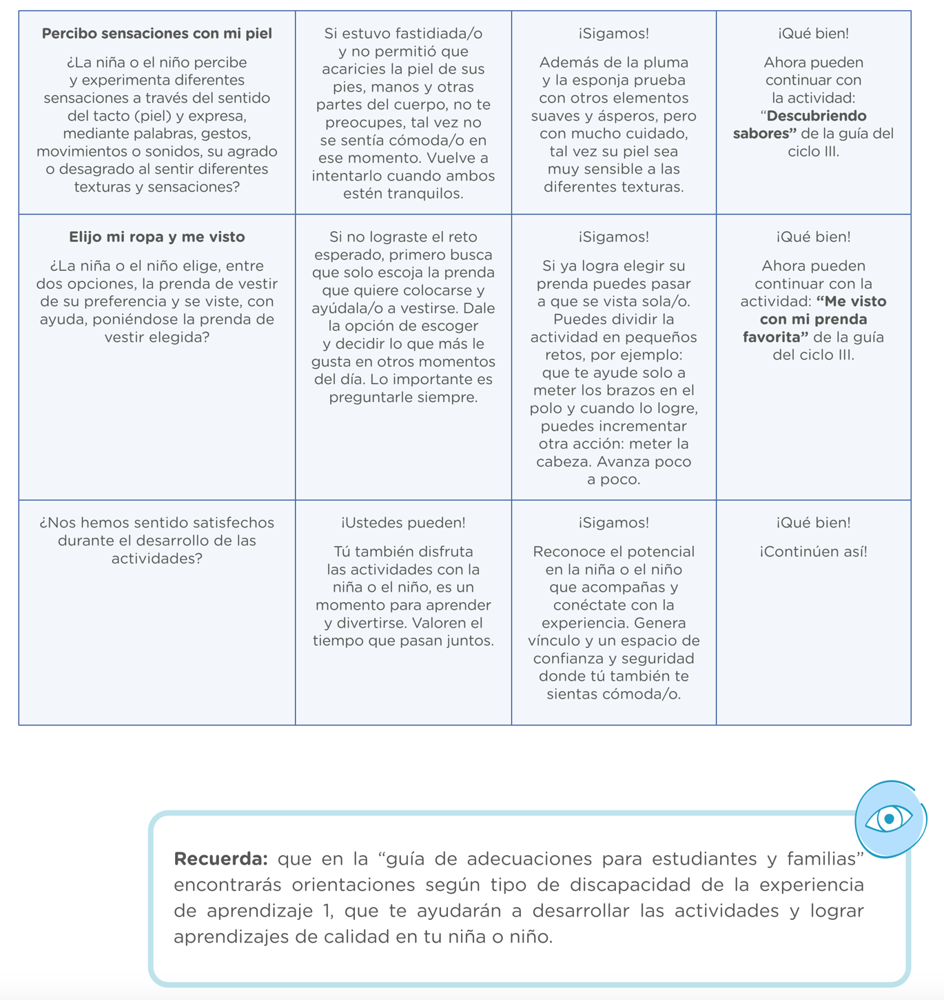 Percibo sensaciones con mi piel
¿La niña o el niño percibe
y experimenta diferentes
sensaciones a través del sentido
del tacto (piel) y expresa,
mediante palabras, gestos,
movimientos o sonidos, su agrado
o desagrado al sentir diferentes
texturas y sensaciones?
Si estuvo fastidiada/o
y no permitió que
acaricies la piel de sus
pies, manos y otras
partes del cuerpo, no te
preocupes, tal vez no
se sentía cómoda/o en
ese momento. Vuelve a
intentarlo cuando ambos
estén tranquilos.
¡Sigamos!
Además de la pluma
y la esponja prueba
con otros elementos
suaves y ásperos, pero
con mucho cuidado,
tal vez su piel sea
muy sensible a las
diferentes texturas.
¡Qué bien!
Ahora pueden
continuar con
la actividad:
“Descubriendo
sabores” de la guía del
ciclo III.
Elijo mi ropa y me visto
¿La niña o el niño elige, entre
dos opciones, la prenda de vestir
de su preferencia y se viste, con
ayuda, poniéndose la prenda de
vestir elegida?
Si no lograste el reto
esperado, primero busca
que solo escoja la prenda
que quiere colocarse y
ayúdala/o a vestirse. Dale
la opción de escoger
y decidir lo que más le
gusta en otros momentos
del día. Lo importante es
preguntarle siempre.
¡Sigamos!
Si ya logra elegir su
prenda puedes pasar
a que se vista sola/o.
Puedes dividir la
actividad en pequeños
retos, por ejemplo:
que te ayude solo a
meter los brazos en el
polo y cuando lo logre,
puedes incrementar
otra acción: meter la
cabeza. Avanza poco
a poco.
¡Qué bien!
Ahora pueden
continuar con la
actividad: “Me visto
con mi prenda
favorita” de la guía
del ciclo III.
¿Nos hemos sentido satisfechos
durante el desarrollo de las
actividades?
¡Ustedes pueden!
Tú también disfruta
las actividades con la
niña o el niño, es un
momento para aprender
y divertirse. Valoren el
tiempo que pasan juntos.
¡Sigamos!
Reconoce el potencial
en la niña o el niño
que acompañas y
conéctate con la
experiencia. Genera
vínculo y un espacio de
confianza y seguridad
donde tú también te
sientas cómoda/o.
¡Qué bien!
¡Continúen así!
Recuerda: que en la “guía de adecuaciones para estudiantes y familias”
encontrarás orientaciones según tipo de discapacidad de la experiencia
de aprendizaje 1, que te ayudarán a desarrollar las actividades y lograr
aprendizajes de calidad en tu niña o niño.